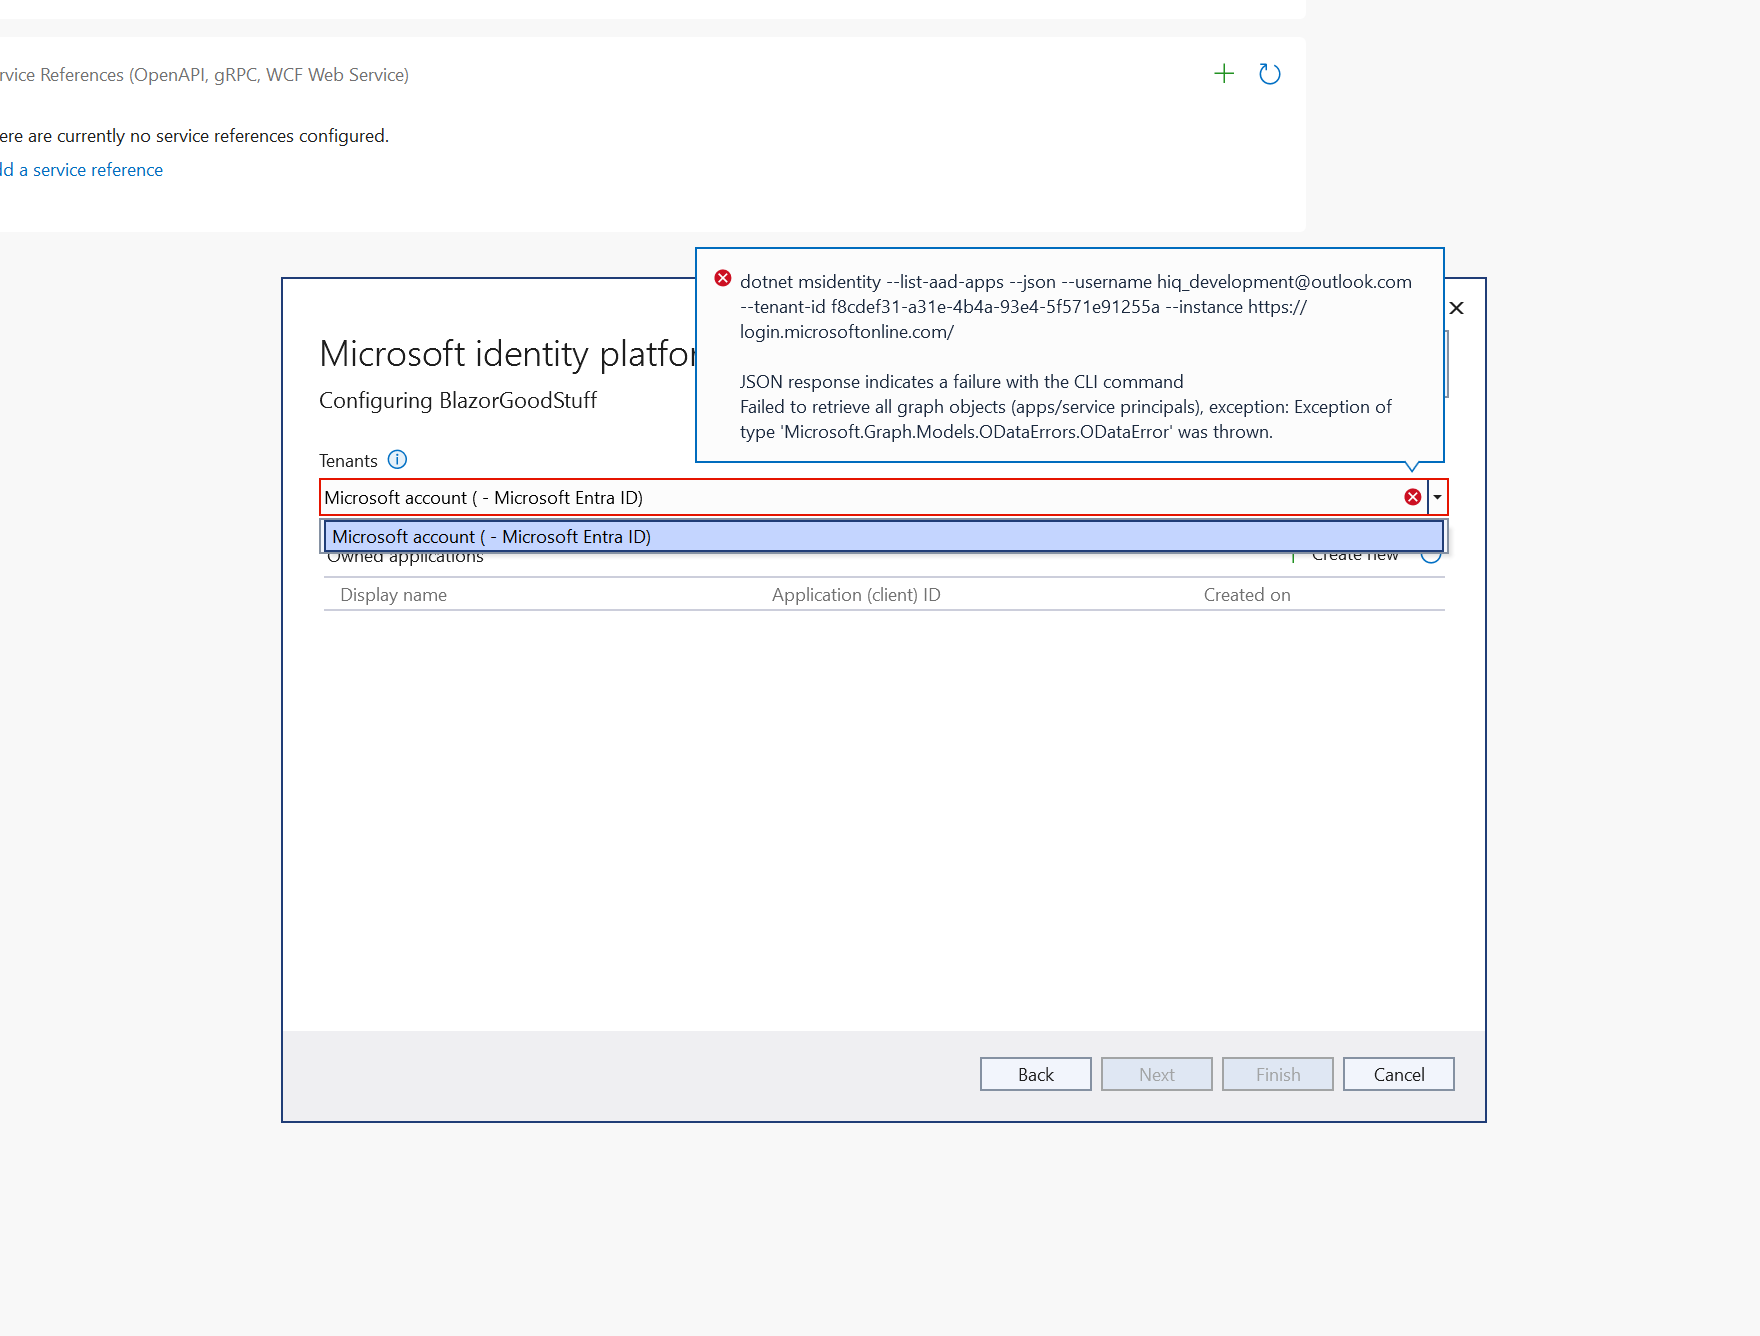 rvice References (OpenAPI, gRPC, WCF Web Service)
ere are currently no service references configured.
dd a service reference
dotnet msidentity --list-aad-apps --json --username hiq_development@outlook.com
--tenant-id f8cdef31-a31e-4b4a-93e4-5f571e91255a --instance https://
login.microsoftonline.com/
JSON response indicates a failure with the CLI command
Failed to retrieve all graph objects (apps/service principals), exception: Exception of
type 'Microsoft.Graph.Models.ODataErrors.ODataError' was thrown.
Microsoft identity platfor
Configuring BlazorGoodStuff
Tenants
Microsoft account ( - Microsoft Entra ID)
Microsoft account ( - Microsoft Entra ID)
Owned applications
Create new
Display name
Application (client) ID
Created on
Back
Next
Finish
Cancel